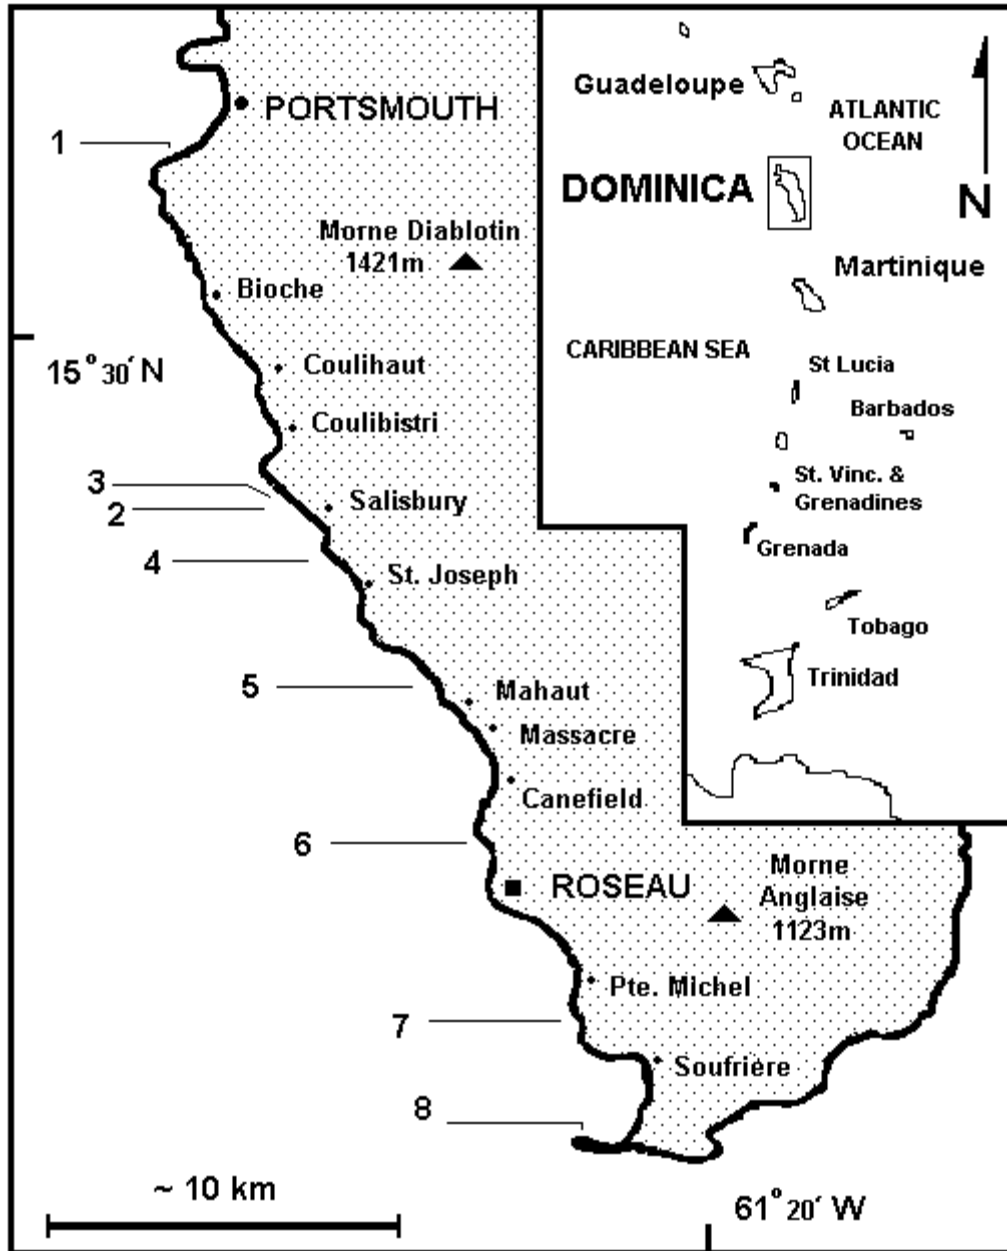 PORTSMOUTH
1
Morne Diablotin
1421m
Bioche
15° 30´ N
Coulihaut
Coulibistri
3
2
Salisbury
4
St. Joseph
5
Mahaut
Massacre
Canefield
6
ROSEAU
Morne
Anglaise
1123m
Pte. Michel
7
Soufrière
8
~ 10 km
61° 20´ W
Guadeloupe
ATLANTIC
OCEAN
DOMINICA
N
Martinique
CARIBBEAN SEA
St Lucia
Barbados
St. Vinc. &
Grenadines
Grenada
Tobago
Trinidad